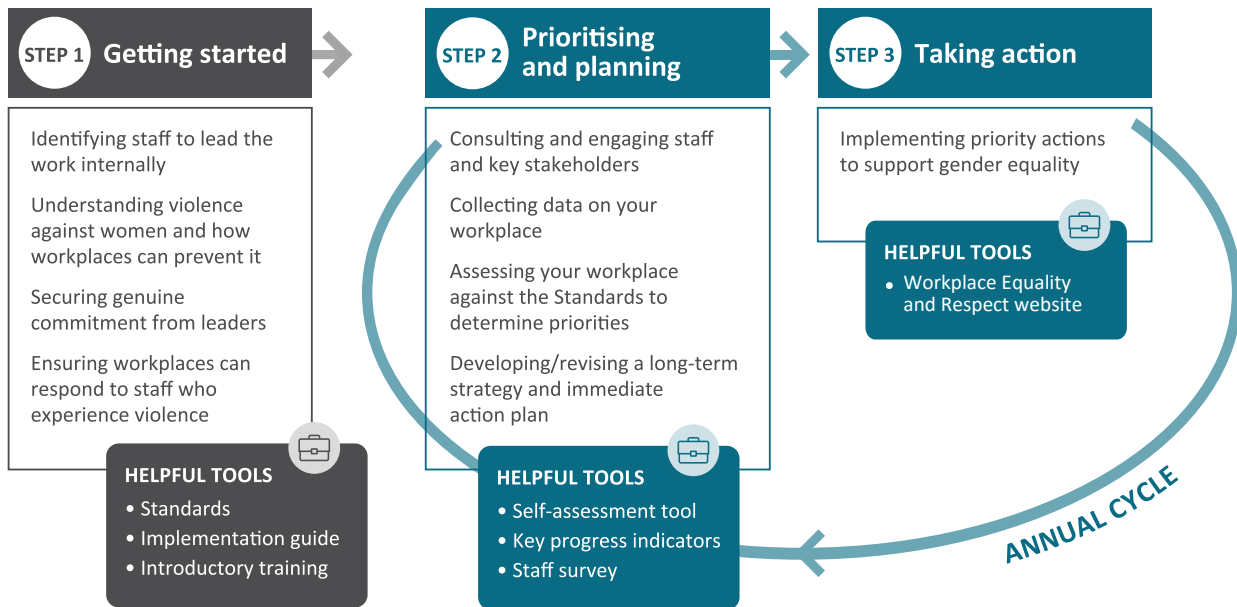 STEP 1
Getting started
Identifying staff to lead the
work internally
Understanding violence
against women and how
workplaces can prevent it
Securing genuine
commitment from leaders
Ensuring workplaces can
respond to staff who
experience violence
HELPFUL TOOLS
• Standards
• Implementation guide
• Introductory training
STEP 2
Prioritising
and planning
Consulting and engaging staff
and key stakeholders
Collecting data on your
workplace
Assessing your workplace
against the Standards to
determine priorities
Developing/revising a long-term
strategy and immediate
action plan
HELPFUL TOOLS
• Self-assessment tool
• Key progress indicators
• Staff survey
STEP 3
Taking action
Implementing priority actions
to support gender equality
HELPFUL TOOLS
• Workplace Equality
and Respect website
ANNUAL CYCLE